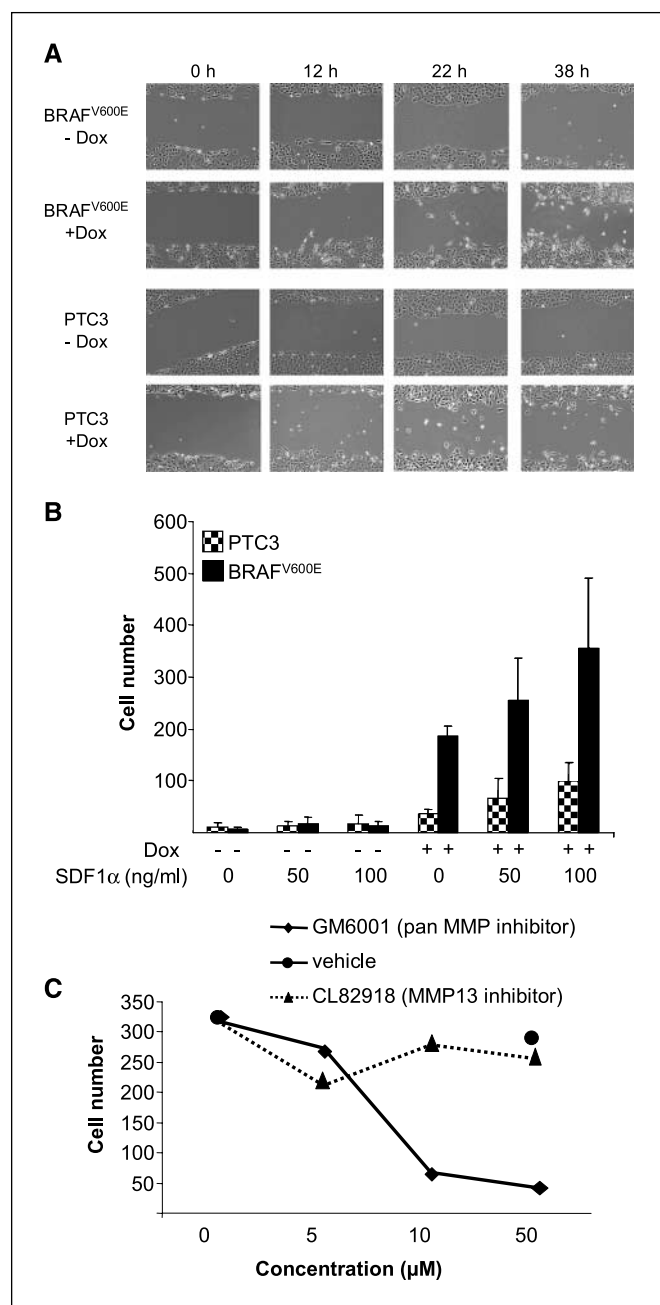 A
0 h 12 h 22 h 38 h
BRAFV600E
- Dox
BRAFV600E
+Dox
PTC3
- Dox
PTC3
+Dox
B
600
500
400
300
200
100
Cell number
PTC3
BRAFV600E
Dox - - - - - - + + + + + +
SDF1α (ng/ml) 0 50 100 0 50 100
GM6001 (pan MMP inhibitor)
vehicle
CL82918 (MMP13 inhibitor)
C
350
300
250
200
150
100
50
Cell number
0 5 10 50
Concentration (µM)